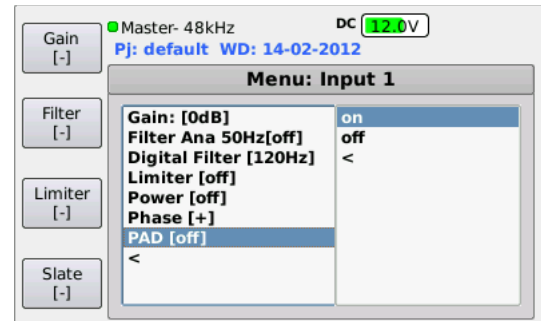 Master- 48kHz DC 12.0V
Pj: default WD: 14-02-2012
Menu: Input 1
Gain
[-]
Filter
[-]
Limiter
[-]
Slate
[-]
Gain: [0dB]
Filter Ana 50Hz[off]
Digital Filter [120Hz]
Limiter [off]
Power [off]
Phase [+]
PAD [off]
<
on
off
<